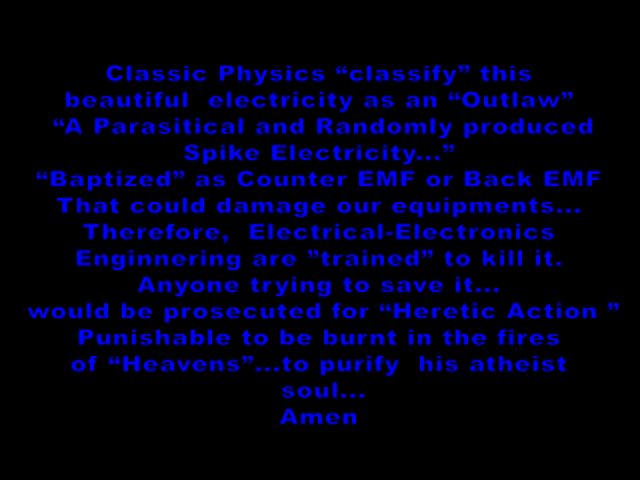 Classic Physics “classify” this
beautiful  electricity as an “Outlaw”
“A Parasitical and Randomly produced
Spike Electricity...”
“Baptized” as Counter EMF or Back EMF
That could damage our equipments...
Therefore,  Electrical-Electronics
Enginnering are ”trained” to kill it.
Anyone trying to save it...
would be prosecuted for “Heretic Action ”
Punishable to be burnt in the fires
of “Heavens”...to purify  his atheist
soul...
Amen